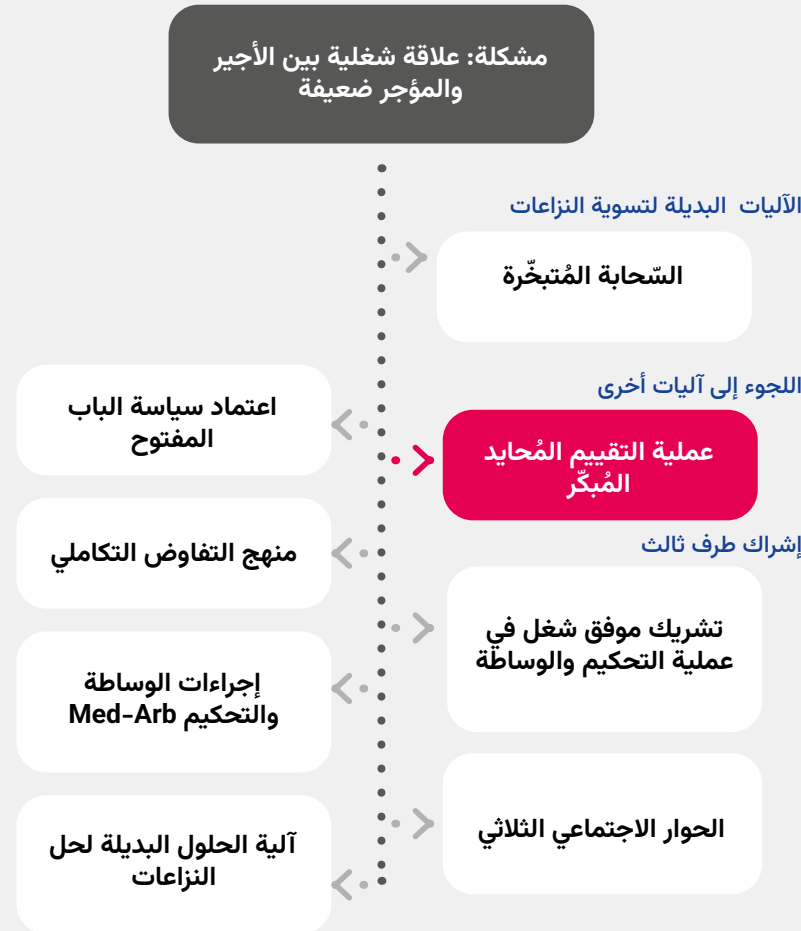 مشكلة: علاقة شغلية بين الأجير
والمؤجر ضعيفة
الآليات البديلة لتسوية النزاعات
السّحابة المُتبخّرة
اللجوء إلى آليات أخرى
عملية التقييم المُحايد
المُبكّر
إشراك طرف ثالث
تشريك موفق شغل في
عملية التحكيم والوساطة
الحوار الاجتماعي الثلاثي
اعتماد سياسة الباب
المفتوح
منهج التفاوض التكاملي
إجراءات الوساطة
والتحكيم Med-Arb
آلية الحلول البديلة لحل
النزاعات